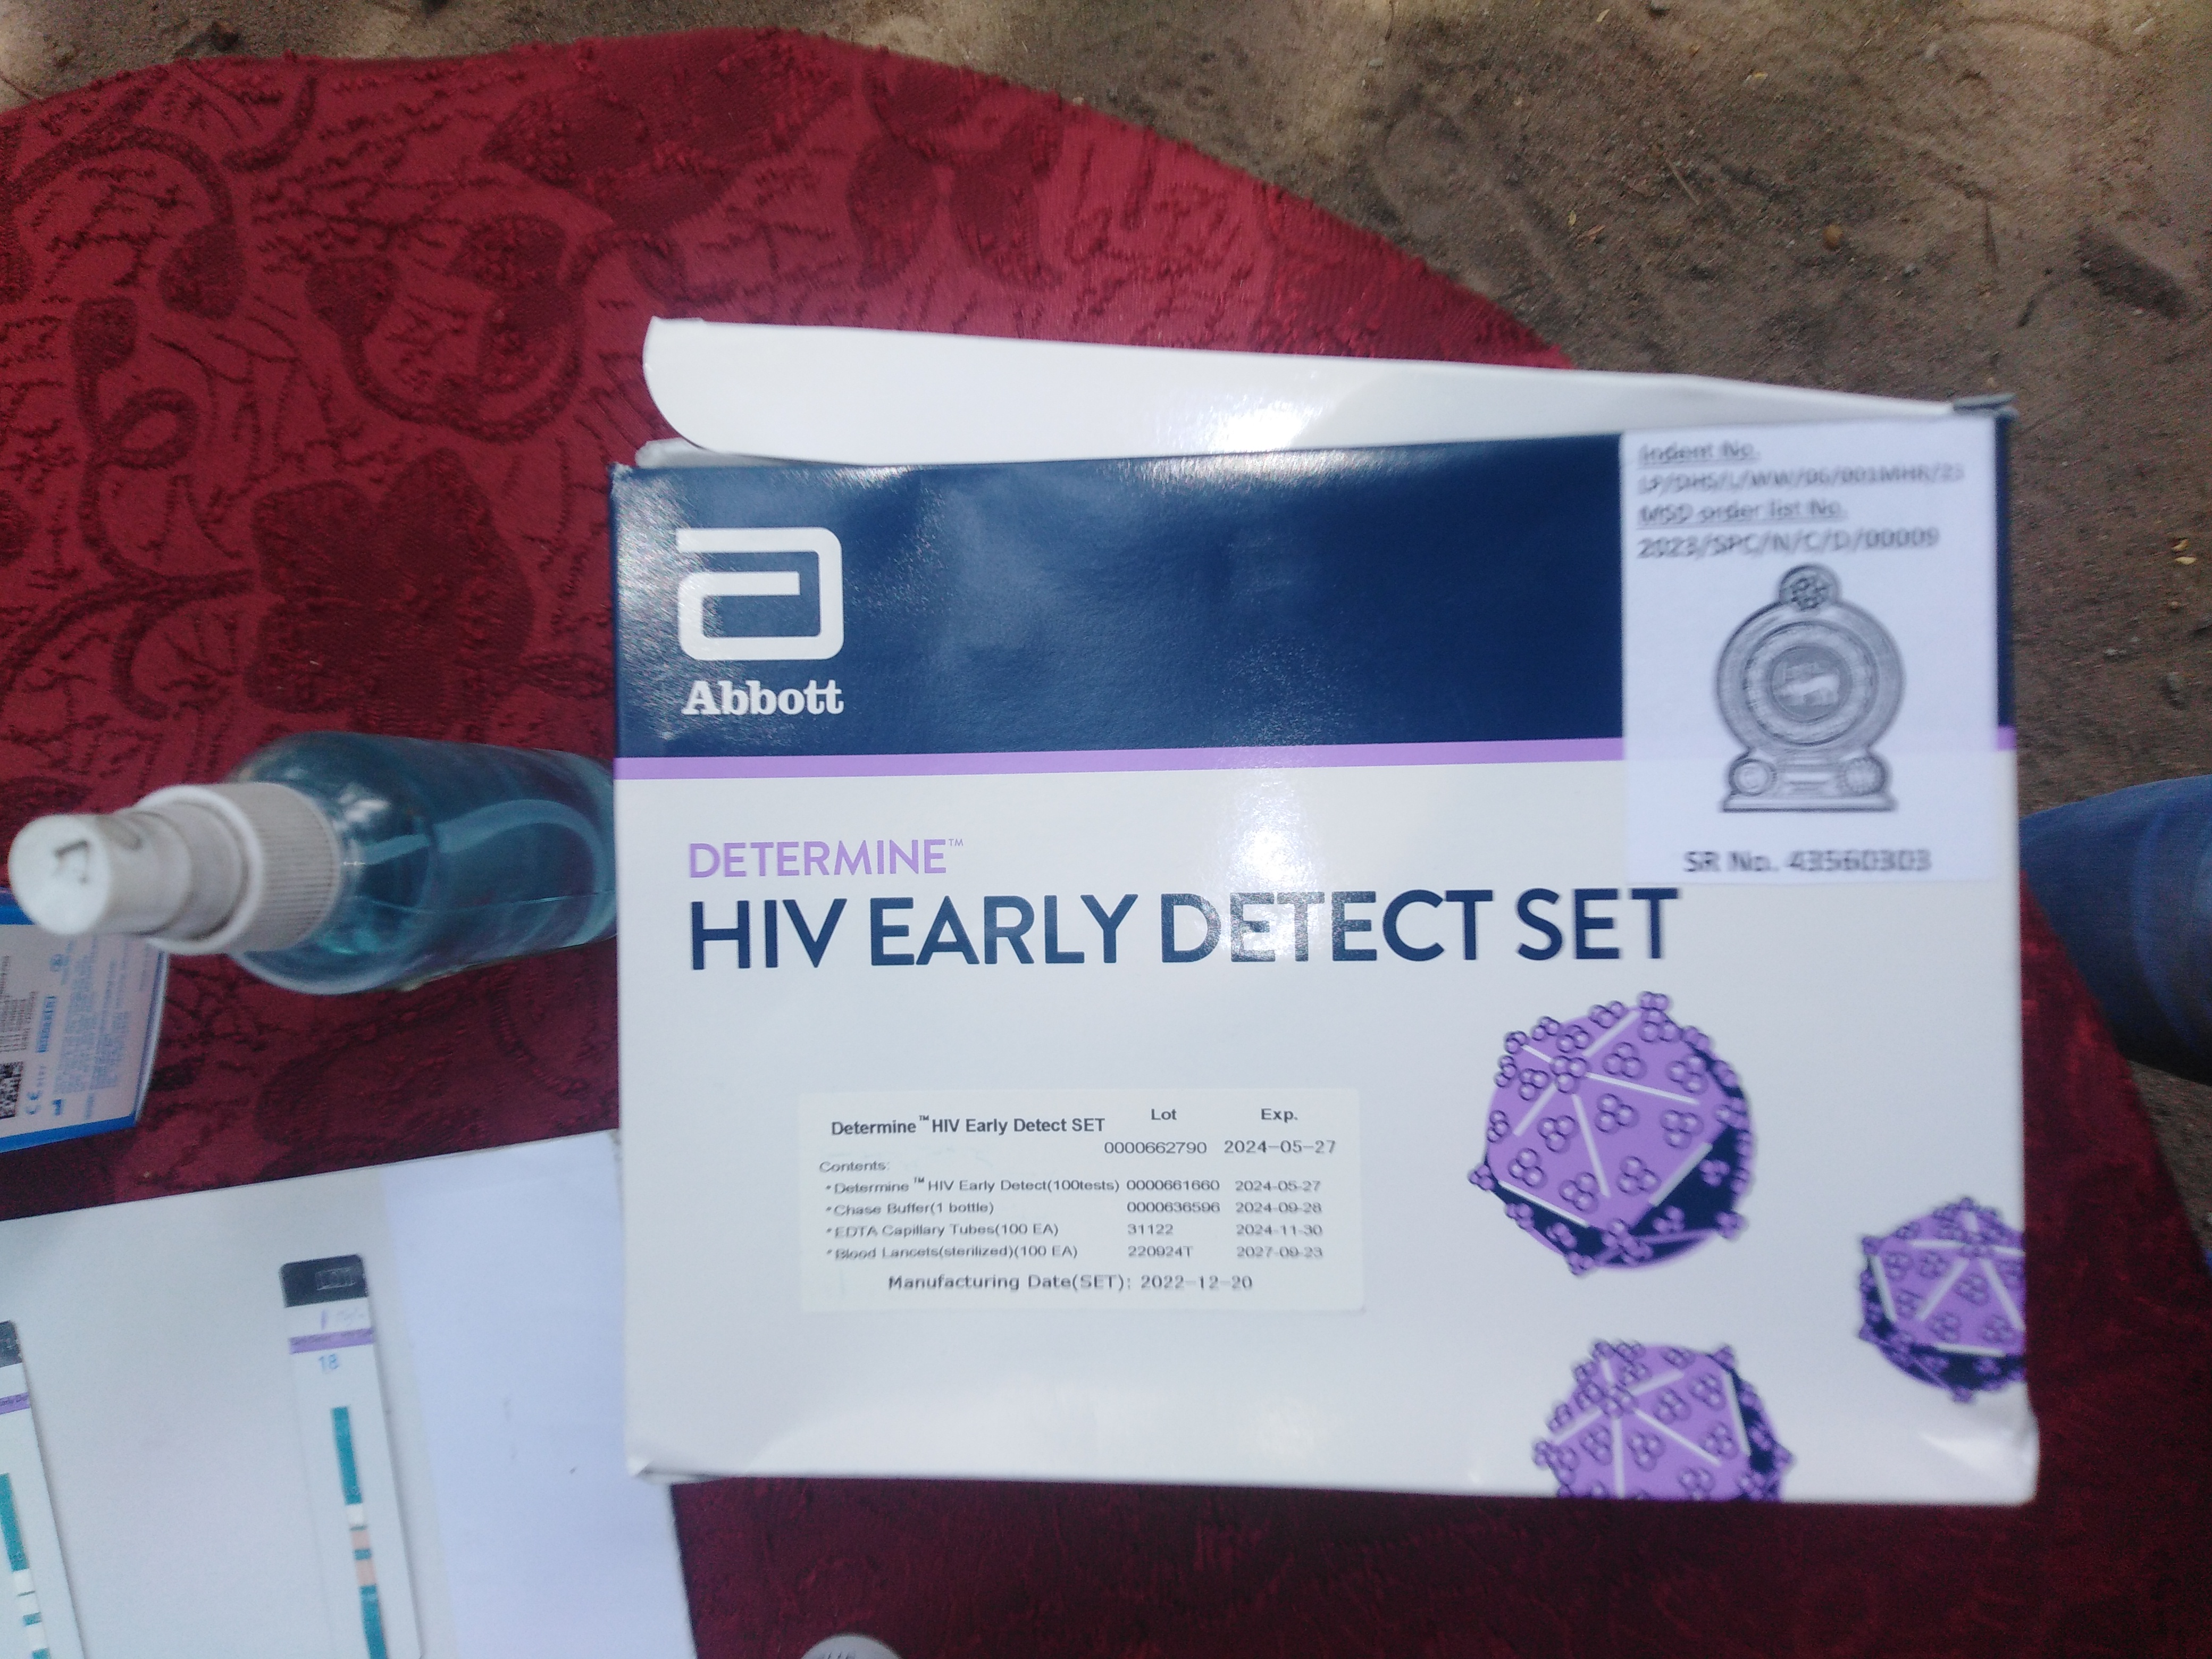 Indent No.
MSD order list No.
2023/SPC/N/C/D/00009
SR No. 43560303
Abbott
DETERMINE™
HIV EARLY DETECT SET
Determine™ HIV Early Detect SET Lot Exp.
0000662790 2024-05-27
Contents:
*Determine™ HIV Early Detect(100tests) 0000661660 2024-05-27
*Chase Buffer(1 bottle) 0000636596 2024-09-28
*EDTA Capillary Tubes(100 EA) 31122 2024-11-30
*Blood Lancets(sterilized)(100 EA) 220924T 2027-09-23
Manufacturing Date(SET): 2022-12-20
18